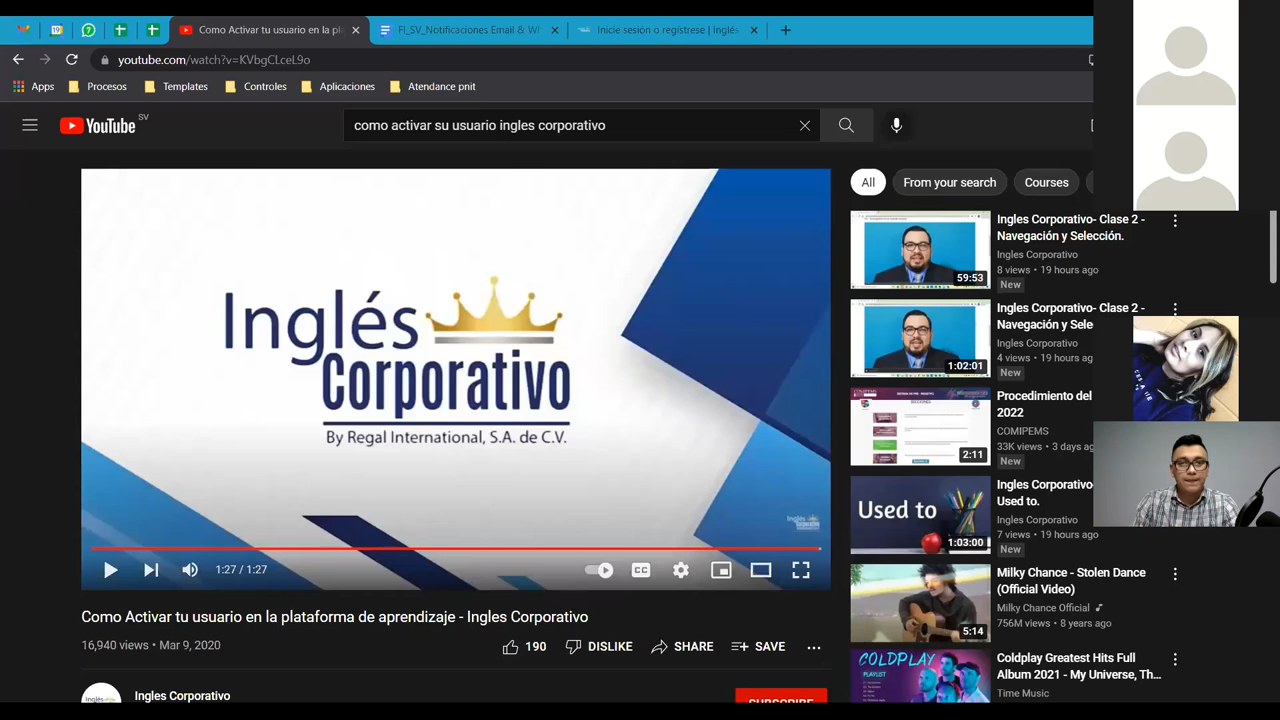 Como Activar tu usuario en la pl
FI_SV_Notificaciones Email & Wh
Inicie sesión o regístrese | Inglés
youtube.com/watch?v=KVbgCLceL9o
Apps
Procesos
Templates
Controles
Aplicaciones
Atendance pnit
YouTube SV
como activar su usuario ingles corporativo
All
From your search
Courses
Inglés
Corporativo
By Regal International, S.A. de C.V.
1:27 / 1:27
CC
Como Activar tu usuario en la plataforma de aprendizaje - Ingles Corporativo
16,940 views • Mar 9, 2020
190
DISLIKE
SHARE
SAVE
Ingles Corporativo
SUBSCRIBE
59:53
Ingles Corporativo- Clase 2 -
Navegación y Selección.
Ingles Corporativo
8 views • 19 hours ago
New
1:02:01
Ingles Corporativo- Clase 2 -
Navegación y Sele
Ingles Corporativo
4 views • 19 hours ago
New
2:11
Procedimiento del
2022
COMIPEMS
33K views • 3 days ag
New
Used to
1:03:00
Ingles Corporativo-
Used to.
Ingles Corporativo
7 views • 19 hours ago
New
5:14
Milky Chance - Stolen Dance
(Official Video)
Milky Chance Official
756M views • 8 years ago
COLDPLAY
PLAYLIST
Coldplay Greatest Hits Full
Album 2021 - My Universe, Th...
Time Music